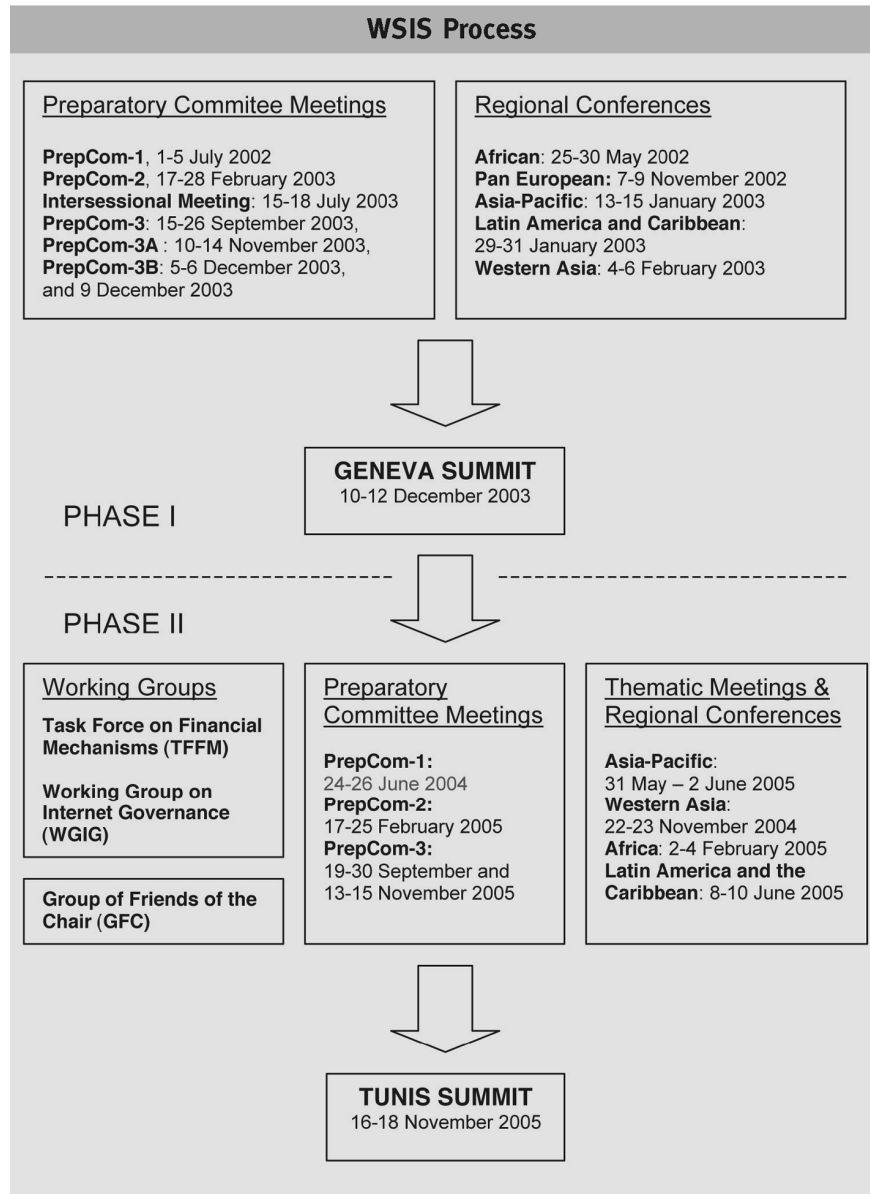 WSIS Process
Preparatory Commitee Meetings
PrepCom-1, 1-5 July 2002
PrepCom-2, 17-28 February 2003
Intersessional Meeting: 15-18 July 2003
PrepCom-3: 15-26 September 2003,
PrepCom-3A : 10-14 November 2003,
PrepCom-3B: 5-6 December 2003,
and 9 December 2003
Regional Conferences
African: 25-30 May 2002
Pan European: 7-9 November 2002
Asia-Pacific: 13-15 January 2003
Latin America and Caribbean:
29-31 January 2003
Western Asia: 4-6 February 2003
GENEVA SUMMIT
10-12 December 2003
PHASE I
PHASE II
Working Groups
Task Force on Financial
Mechanisms (TFFM)
Working Group on
Internet Governance
(WGIG)
Group of Friends of the
Chair (GFC)
Preparatory
Committee Meetings
PrepCom-1:
24-26 June 2004
PrepCom-2:
17-25 February 2005
PrepCom-3:
19-30 September and
13-15 November 2005
Thematic Meetings &
Regional Conferences
Asia-Pacific:
31 May – 2 June 2005
Western Asia:
22-23 November 2004
Africa: 2-4 February 2005
Latin America and the
Caribbean: 8-10 June 2005
TUNIS SUMMIT
16-18 November 2005